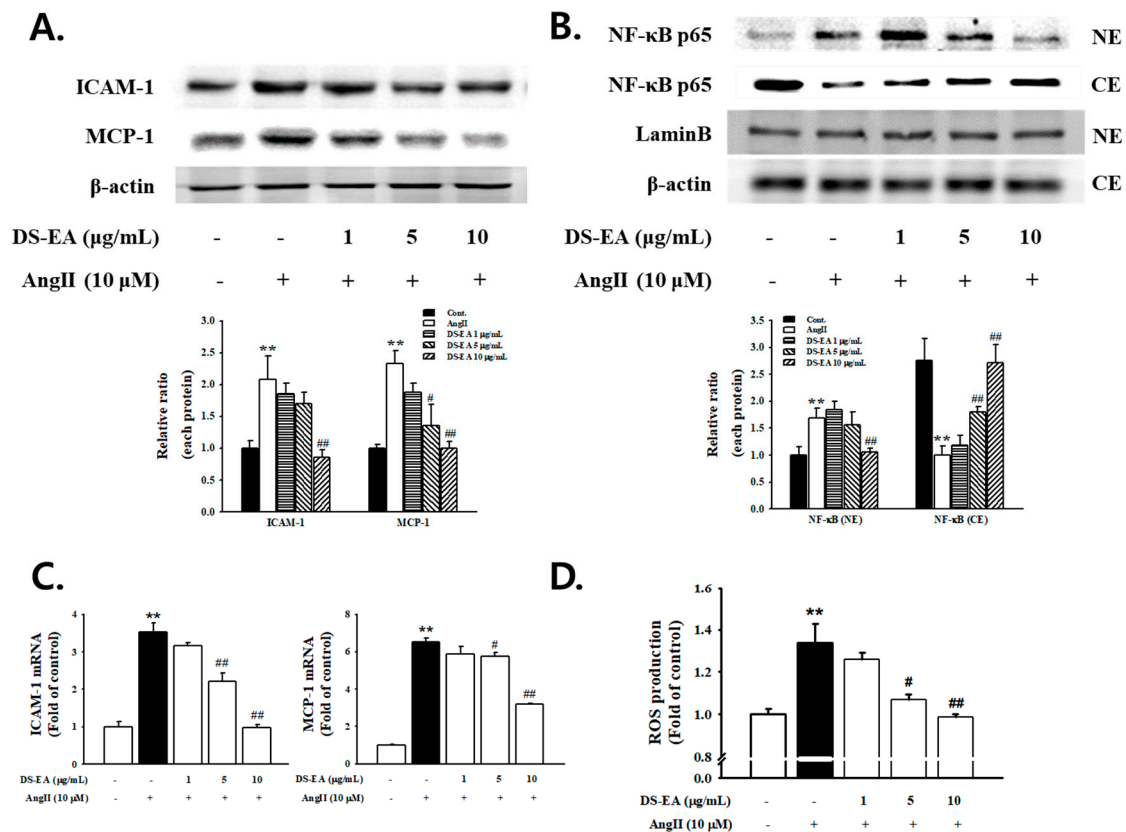 A.
ICAM-1
MCP-1
β-actin
DS-EA (μg/mL) - - 1 5 10
AngII (10 μM) - + + + +
Cont.
AngII
DS-EA 1 μg/mL
DS-EA 5 μg/mL
DS-EA 10 μg/mL
Relative ratio
(each protein)
3.0
2.5
2.0
1.5
1.0
0.5
0.0
** ## ** # ##
ICAM-1 MCP-1
B.
NF-κB p65 NE
NF-κB p65 CE
LaminB NE
β-actin CE
DS-EA (μg/mL) - - 1 5 10
AngII (10 μM) - + + + +
Cont.
AngII
DS-EA 1 μg/mL
DS-EA 5 μg/mL
DS-EA 10 μg/mL
Relative ratio
(each protein)
3.5
3.0
2.5
2.0
1.5
1.0
0.5
0.0
** ## ** ## ##
NF-κB (NE) NF-κB (CE)
C.
ICAM-1 mRNA
(Fold of control)
4
3
2
1
0
** ## ##
DS-EA (μg/mL) - - 1 5 10
AngII (10 μM) - + + + +
MCP-1 mRNA
(Fold of control)
8
6
4
2
0
** # ##
DS-EA (μg/mL) - - 1 5 10
AngII (10 μM) - + + + +
D.
ROS production
(Fold of control)
1.6
1.4
1.2
1.0
0.8
0.0
** # ##
DS-EA (μg/mL) - - 1 5 10
AngII (10 μM) - + + + +